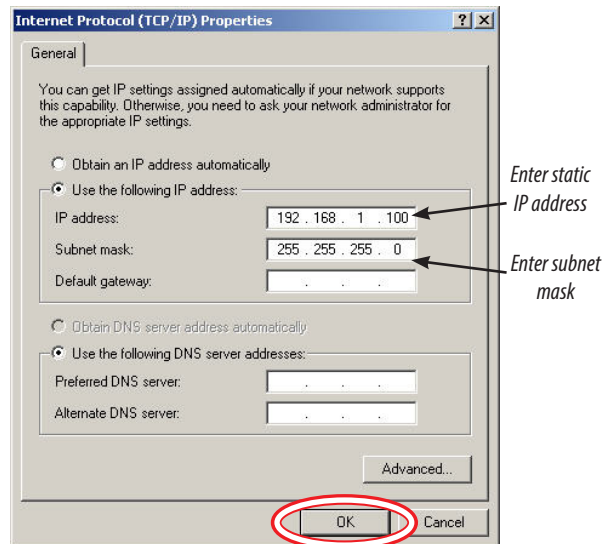 Internet Protocol (TCP/IP) Properties
General
You can get IP settings assigned automatically if your network supports
this capability. Otherwise, you need to ask your network administrator for
the appropriate IP settings.
Obtain an IP address automatically
Use the following IP address:
IP address: 192 . 168 . 1 . 100
Enter static
IP address
Subnet mask: 255 . 255 . 255 . 0
Enter subnet
mask
Default gateway: . . .
Obtain DNS server address automatically
Use the following DNS server addresses:
Preferred DNS server: . . .
Alternate DNS server: . . .
Advanced...
OK
Cancel